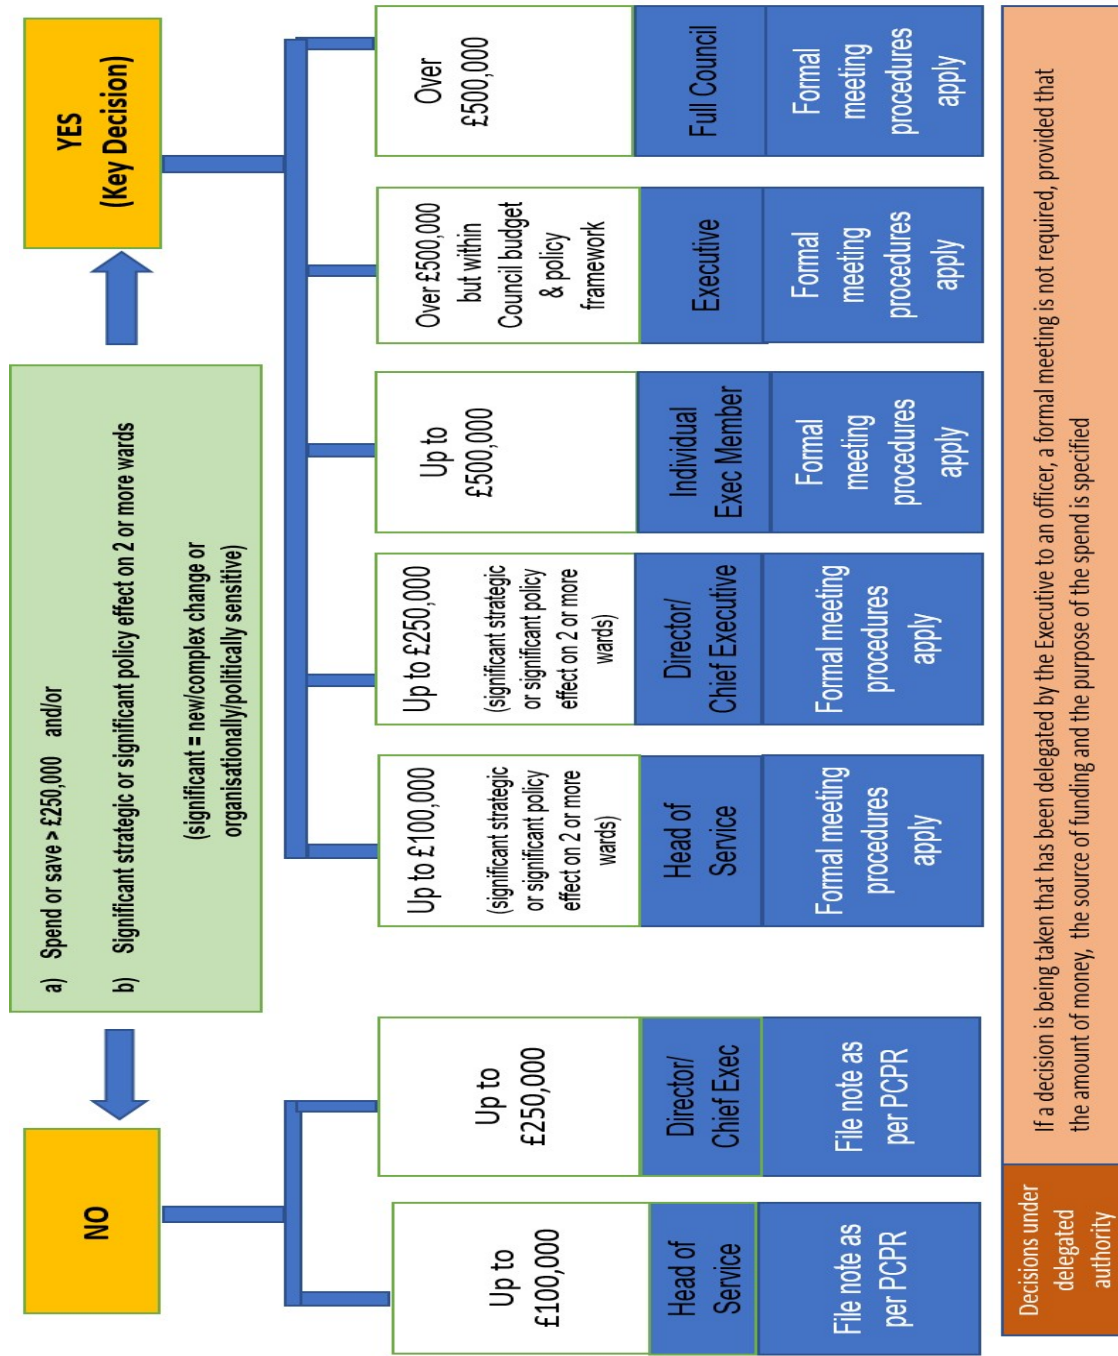 a) Spend or save > £250,000 and/or
b) Significant strategic or significant policy effect on 2 or more wards
(significant = new/complex change or
organisationally/politically sensitive)
NO
YES
(Key Decision)
Up to
£100,000
Head of
Service
File note as
per PCPR
Up to
£250,000
Director/
Chief Exec
File note as
per PCPR
Up to £100,000
(significant strategic
or significant policy
effect on 2 or more
wards)
Head of
Service
Formal meeting
procedures
apply
Up to £250,000
(significant strategic
or significant policy
effect on 2 or more
wards)
Director/
Chief Executive
Formal meeting
procedures
apply
Up to
£500,000
Individual
Exec Member
Formal
meeting
procedures
apply
Over £500,000
but within
Council budget
& policy
framework
Executive
Formal
meeting
procedures
apply
Over
£500,000
Full Council
Formal
meeting
procedures
apply
Decisions under
delegated
authority
If a decision is being taken that has been delegated by the Executive to an officer, a formal meeting is not required, provided that
the amount of money, the source of funding and the purpose of the spend is specified